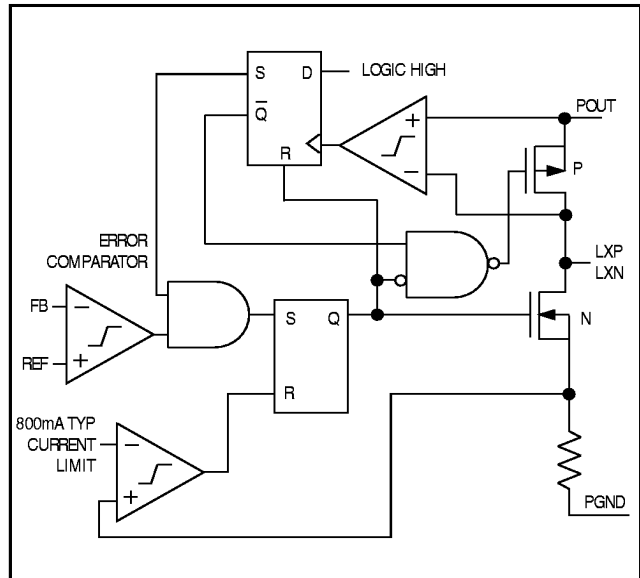 S
D
LOGIC HIGH
Q
R
+
−
POUT
P
LXP
LXN
N
ERROR
COMPARATOR
FB
−
REF
+
S
Q
R
800mA TYP
CURRENT
LIMIT
−
+
PGND